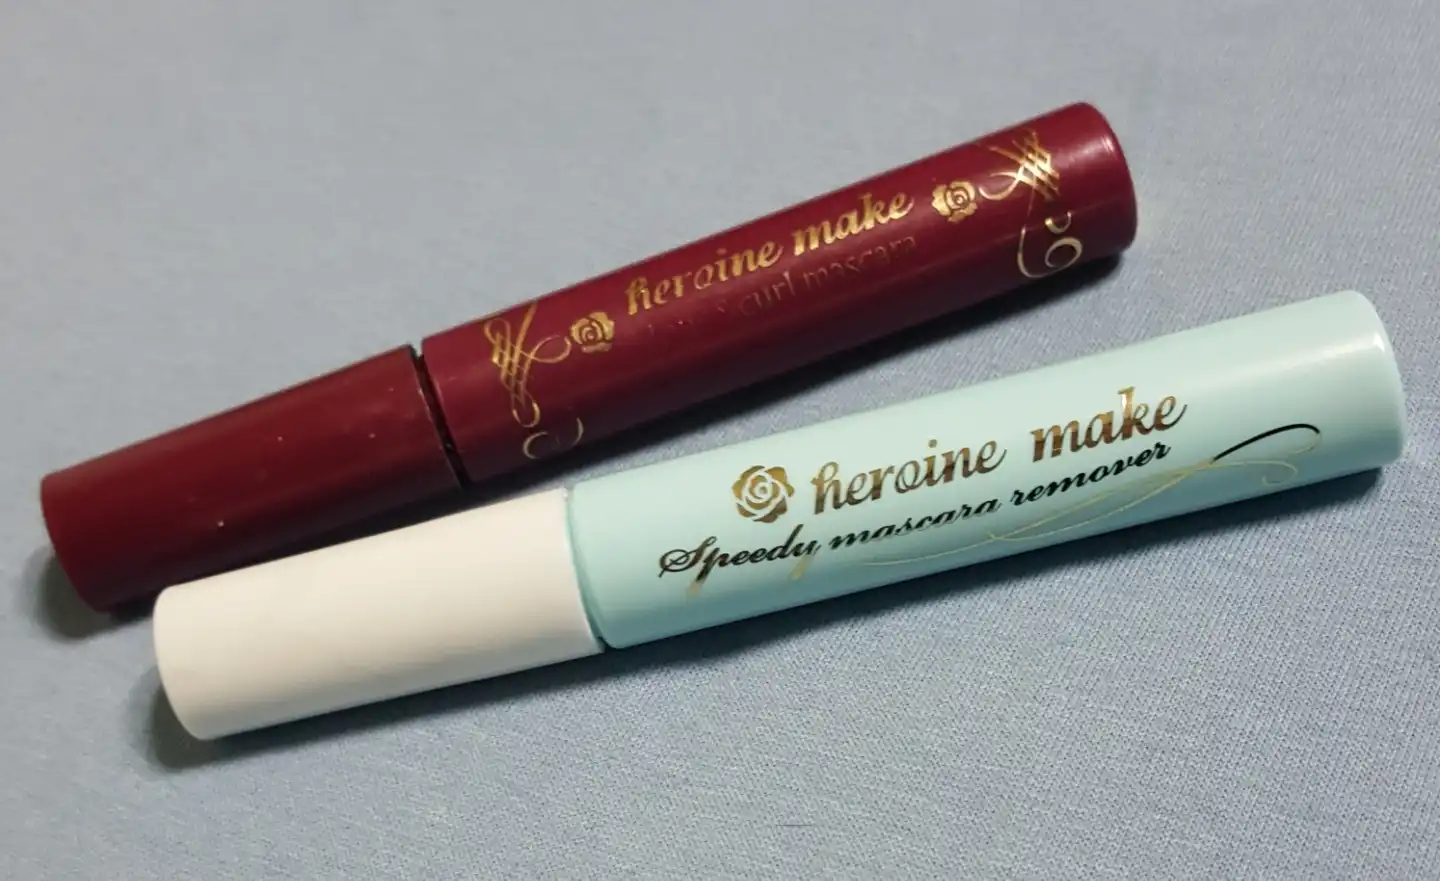 heroine make
curl mascara
heroine make
Speedy mascara remover